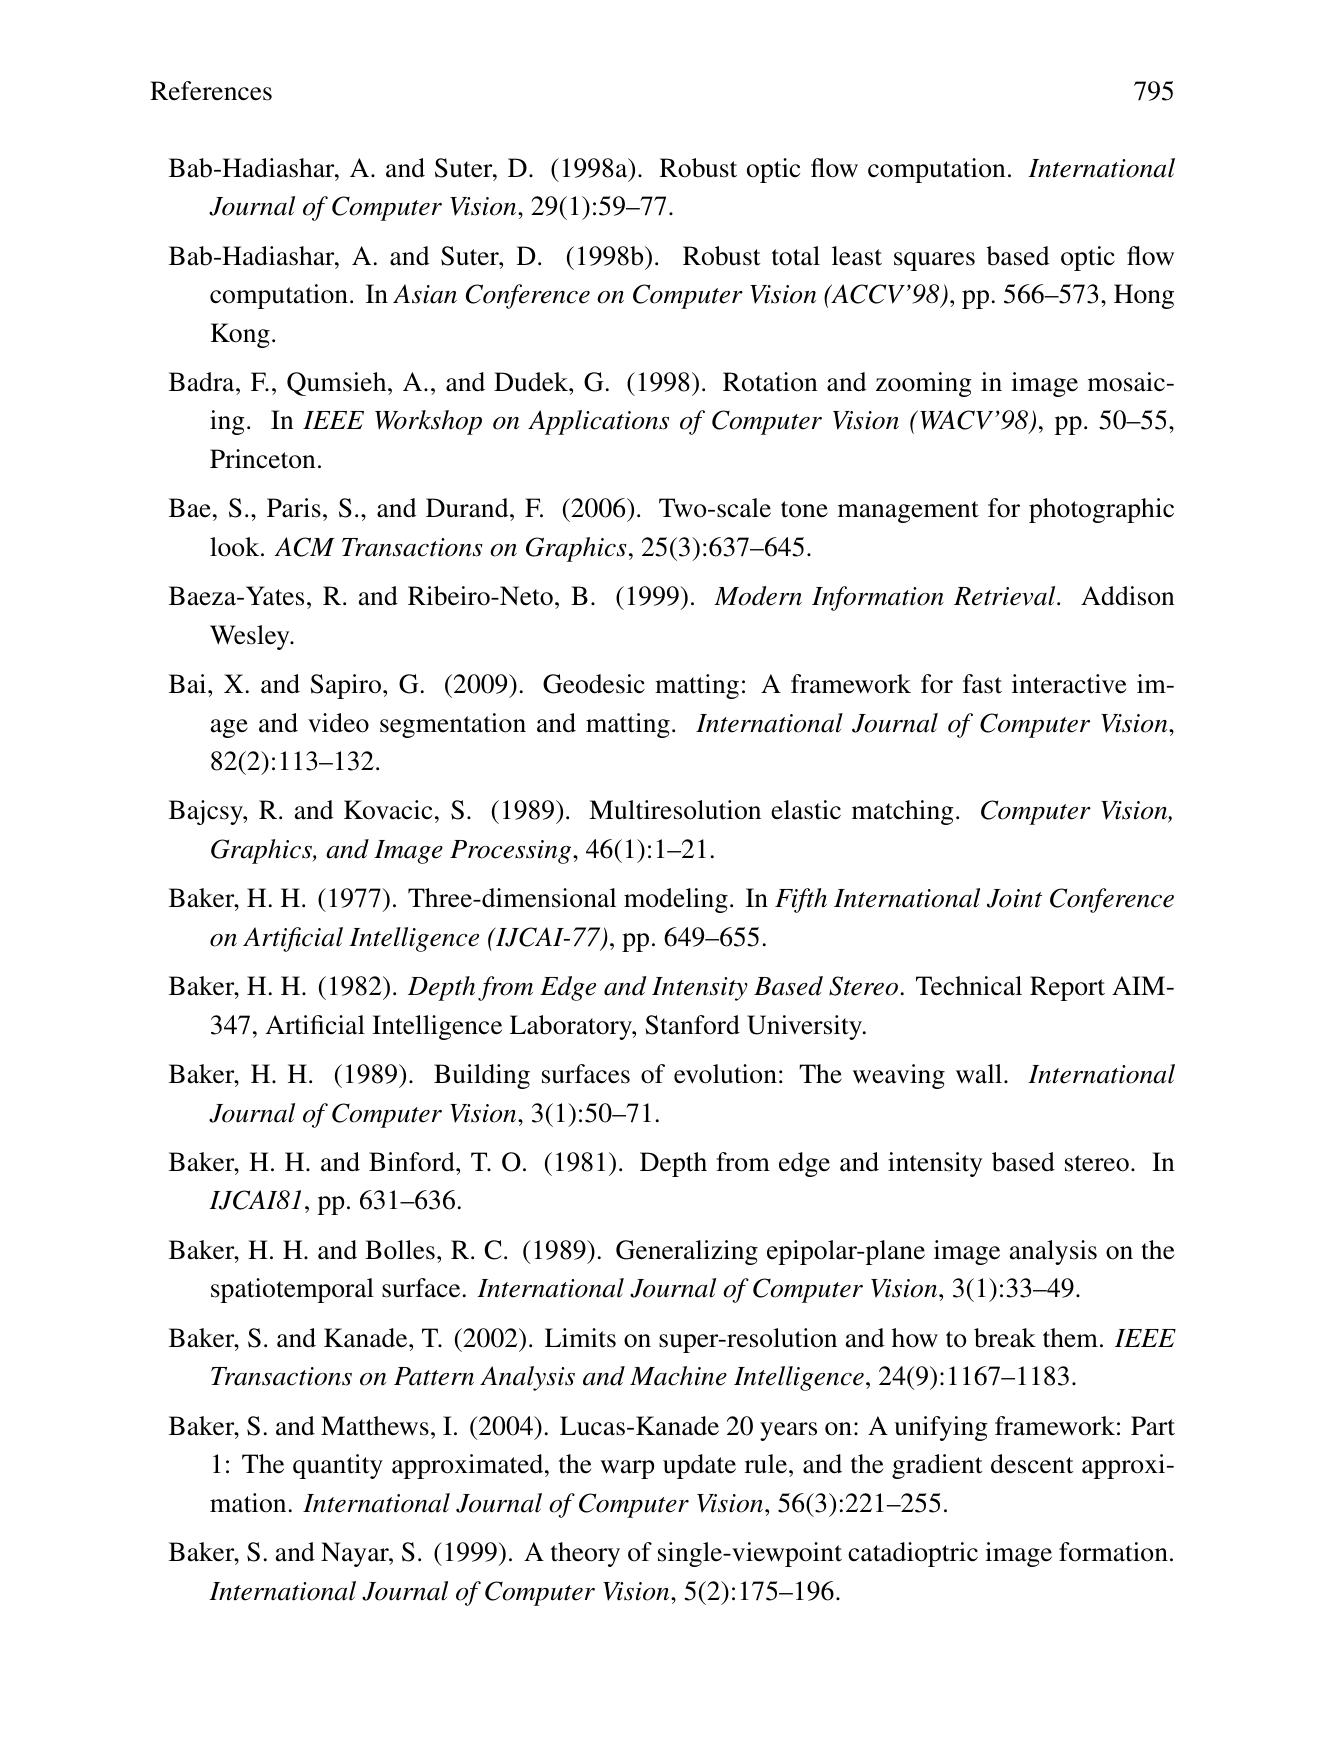 References 795
Bab-Hadiashar, A. and Suter, D. (1998a). Robust optic flow computation. International
Journal of Computer Vision, 29(1):59–77.
Bab-Hadiashar, A. and Suter, D. (1998b). Robust total least squares based optic flow
computation. In Asian Conference on Computer Vision (ACCV’98), pp. 566–573, Hong
Kong.
Badra, F., Qumsieh, A., and Dudek, G. (1998). Rotation and zooming in image mosaic-
ing. In IEEE Workshop on Applications of Computer Vision (WACV’98), pp. 50–55,
Princeton.
Bae, S., Paris, S., and Durand, F. (2006). Two-scale tone management for photographic
look. ACM Transactions on Graphics, 25(3):637–645.
Baeza-Yates, R. and Ribeiro-Neto, B. (1999). Modern Information Retrieval. Addison
Wesley.
Bai, X. and Sapiro, G. (2009). Geodesic matting: A framework for fast interactive im-
age and video segmentation and matting. International Journal of Computer Vision,
82(2):113–132.
Bajcsy, R. and Kovacic, S. (1989). Multiresolution elastic matching. Computer Vision,
Graphics, and Image Processing, 46(1):1–21.
Baker, H. H. (1977). Three-dimensional modeling. In Fifth International Joint Conference
on Artificial Intelligence (IJCAI-77), pp. 649–655.
Baker, H. H. (1982). Depth from Edge and Intensity Based Stereo. Technical Report AIM-
347, Artificial Intelligence Laboratory, Stanford University.
Baker, H. H. (1989). Building surfaces of evolution: The weaving wall. International
Journal of Computer Vision, 3(1):50–71.
Baker, H. H. and Binford, T. O. (1981). Depth from edge and intensity based stereo. In
IJCAI81, pp. 631–636.
Baker, H. H. and Bolles, R. C. (1989). Generalizing epipolar-plane image analysis on the
spatiotemporal surface. International Journal of Computer Vision, 3(1):33–49.
Baker, S. and Kanade, T. (2002). Limits on super-resolution and how to break them. IEEE
Transactions on Pattern Analysis and Machine Intelligence, 24(9):1167–1183.
Baker, S. and Matthews, I. (2004). Lucas-Kanade 20 years on: A unifying framework: Part
1: The quantity approximated, the warp update rule, and the gradient descent approxi-
mation. International Journal of Computer Vision, 56(3):221–255.
Baker, S. and Nayar, S. (1999). A theory of single-viewpoint catadioptric image formation.
International Journal of Computer Vision, 5(2):175–196.